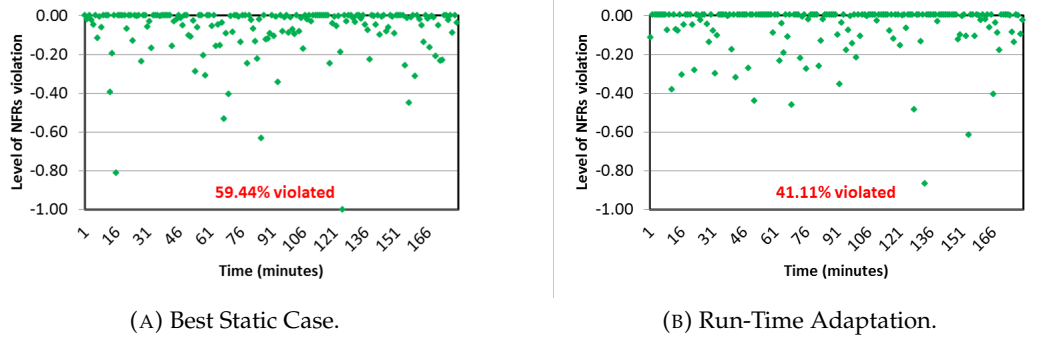 Level of NFRs violation
0.00
-0.20
-0.40
-0.60
-0.80
-1.00
59.44% violated
1 16 31 46 61 76 91 106 121 136 151 166
Time (minutes)
(A) Best Static Case.
Level of NFRs violation
0.00
-0.20
-0.40
-0.60
-0.80
-1.00
41.11% violated
1 16 31 46 61 76 91 106 121 136 151 166
Time (minutes)
(B) Run-Time Adaptation.